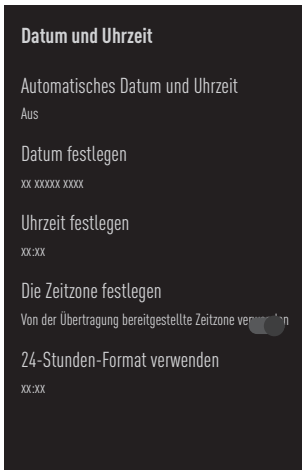 Datum und Uhrzeit
Automatisches Datum und Uhrzeit
Aus
Datum festlegen
xx xxxxx xxxx
Uhrzeit festlegen
xx:xx
Die Zeitzone festlegen
Von der Übertragung bereitgestellte Zeitzone
24-Stunden-Format verwenden
xx:xx